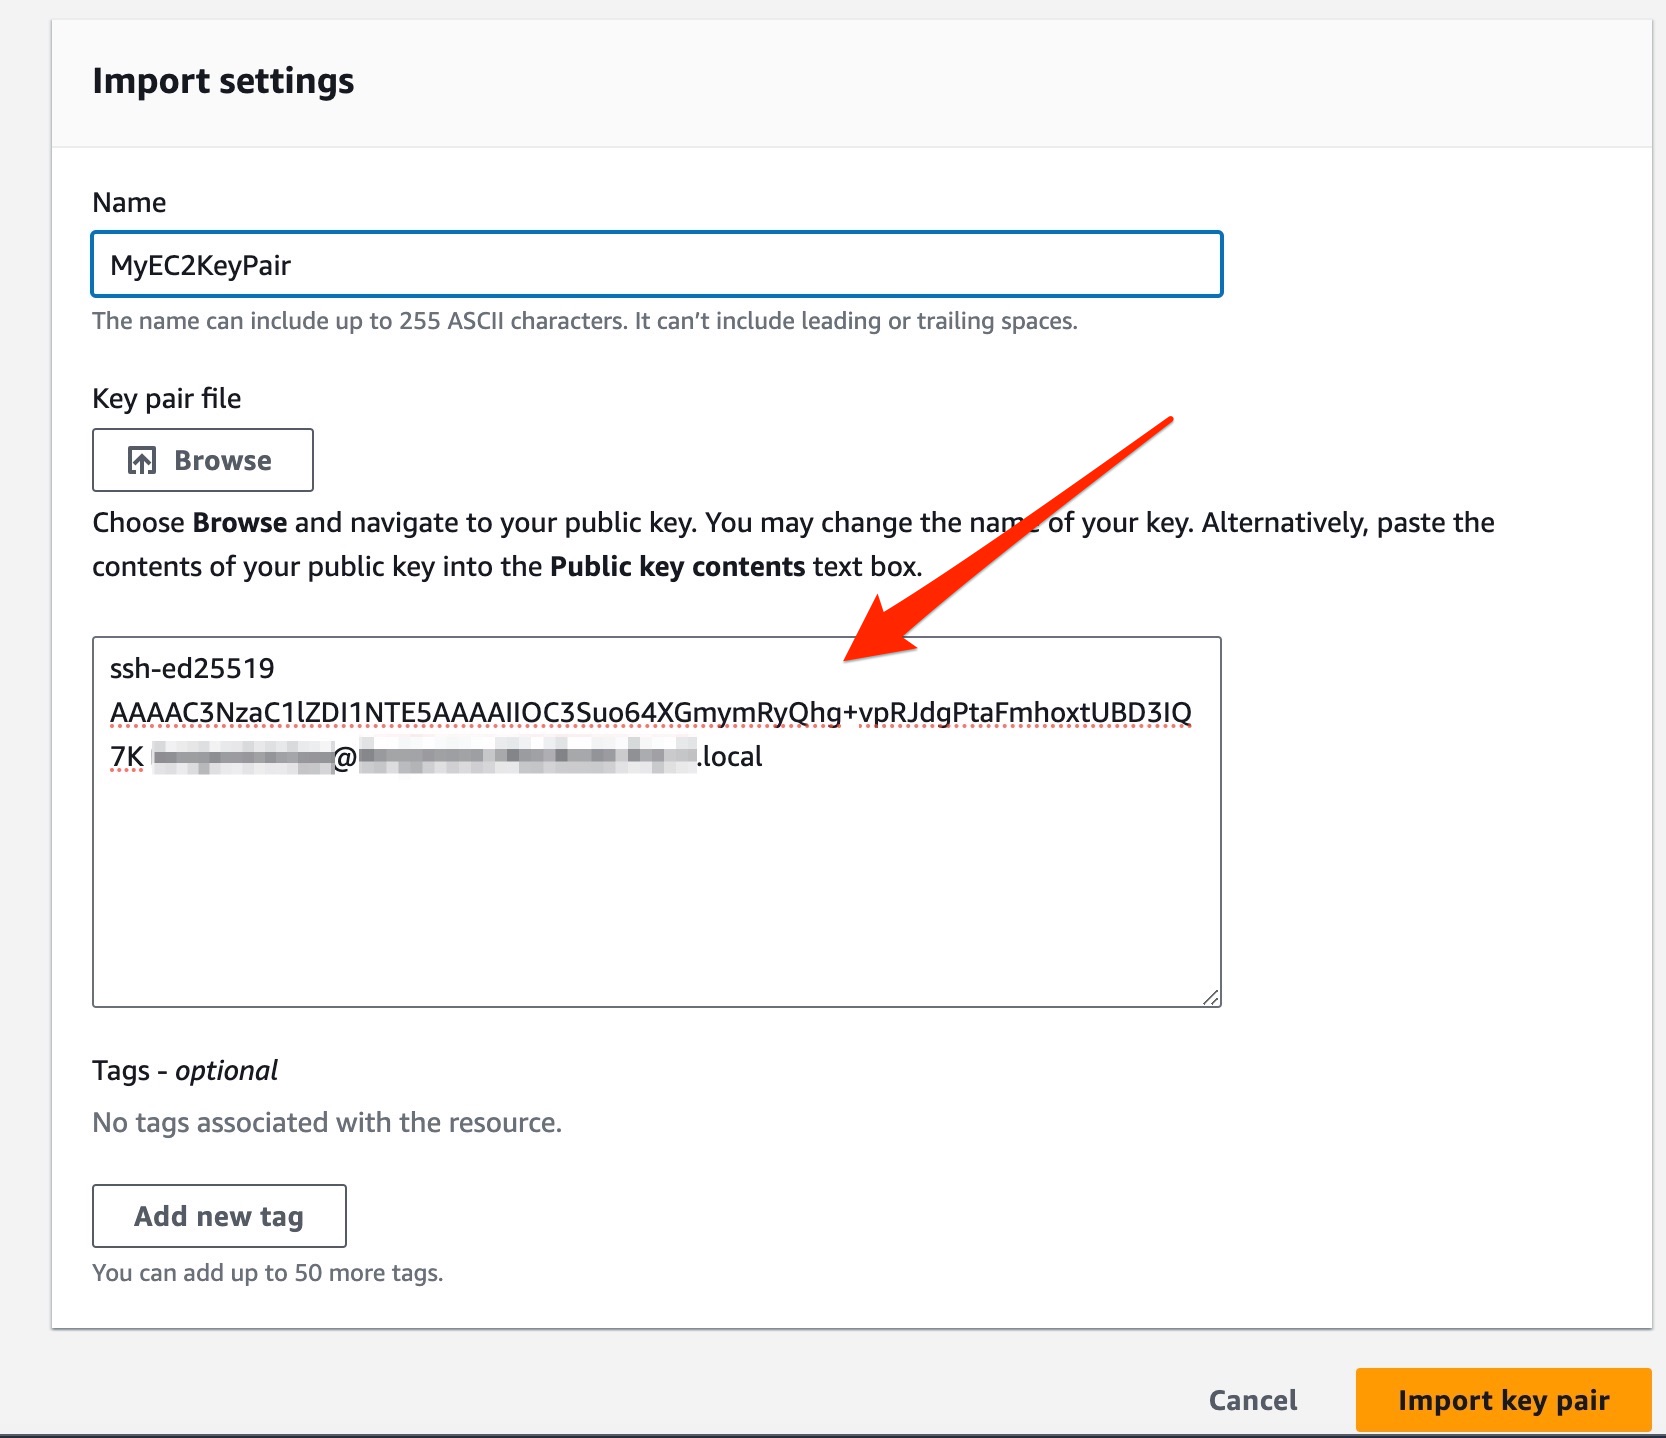 Import settings
Name
MyEC2KeyPair
The name can include up to 255 ASCII characters. It can't include leading or trailing spaces.
Key pair file
Browse
Choose Browse and navigate to your public key. You may change the name of your key. Alternatively, paste the
contents of your public key into the Public key contents text box.
ssh-ed25519
AAAAC3NzaC1lZDI1NTE5AAAAIIOC3Suo64XGmymRyQhg+vpRJdgPtaFmhoxtUBD3IQ
7K @ .local
Tags - optional
No tags associated with the resource.
Add new tag
You can add up to 50 more tags.
Cancel
Import key pair